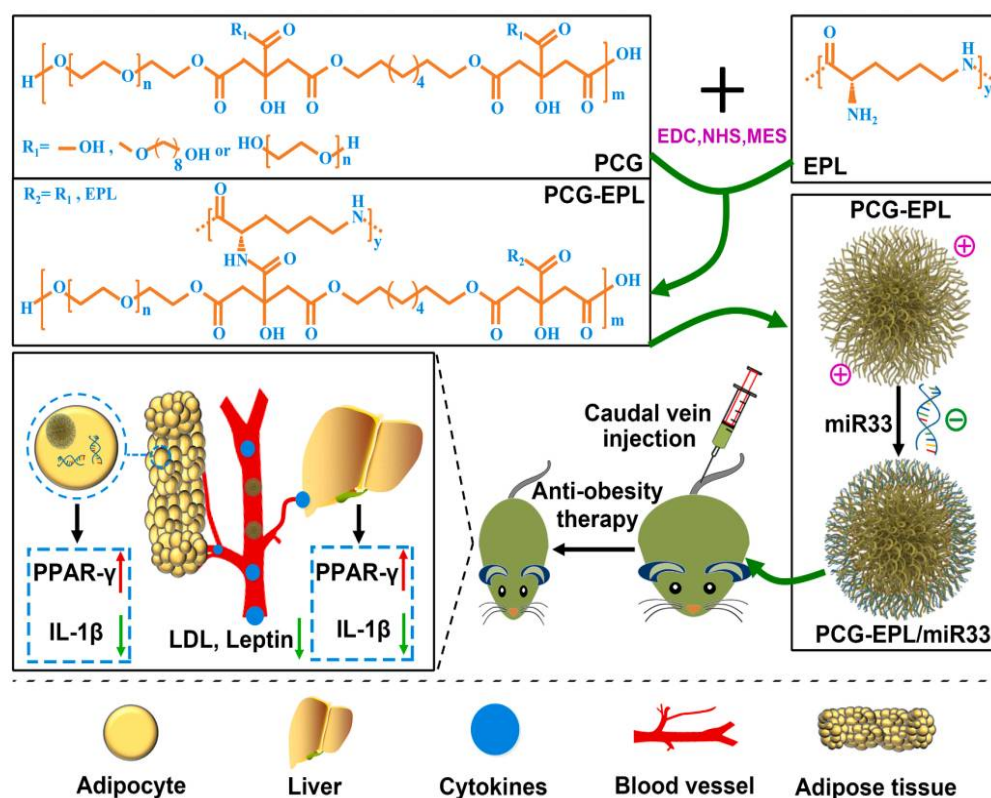 R₁
O
R₁
O
H
O
O
n
O
O
O
OH
O
O
4
O
O
OH
O
m
OH
R₁= —OH , O 8 OH or HO O n H
PCG
EDC,NHS,MES
O
H
N
y
NH₂
EPL
R₂= R₁ , EPL
PCG-EPL
O
H
N
y
HN
O
R₂
O
H
O
O
n
O
O
O
OH
O
O
4
O
O
OH
O
m
OH
PCG-EPL
miR33
PCG-EPL/miR33
Caudal vein
injection
Anti-obesity
therapy
PPAR-γ
IL-1β
LDL, Leptin
PPAR-γ
IL-1β
Adipocyte
Liver
Cytokines
Blood vessel
Adipose tissue